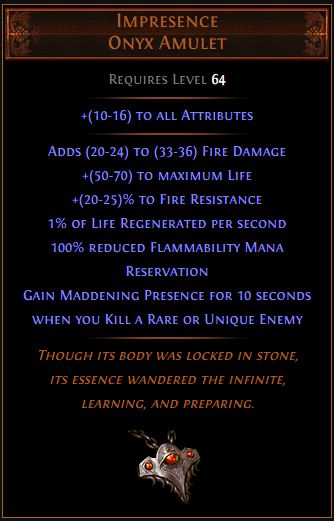 Impresence
Onyx Amulet
Requires Level 64
+(10-16) to all Attributes
Adds (20-24) to (33-36) Fire Damage
+(50-70) to maximum Life
+(20-25)% to Fire Resistance
1% of Life Regenerated per second
100% reduced Flammability Mana
Reservation
Gain Maddening Presence for 10 seconds
when you Kill a Rare or Unique Enemy
Though its body was locked in stone,
its essence wandered the infinite,
learning, and preparing.